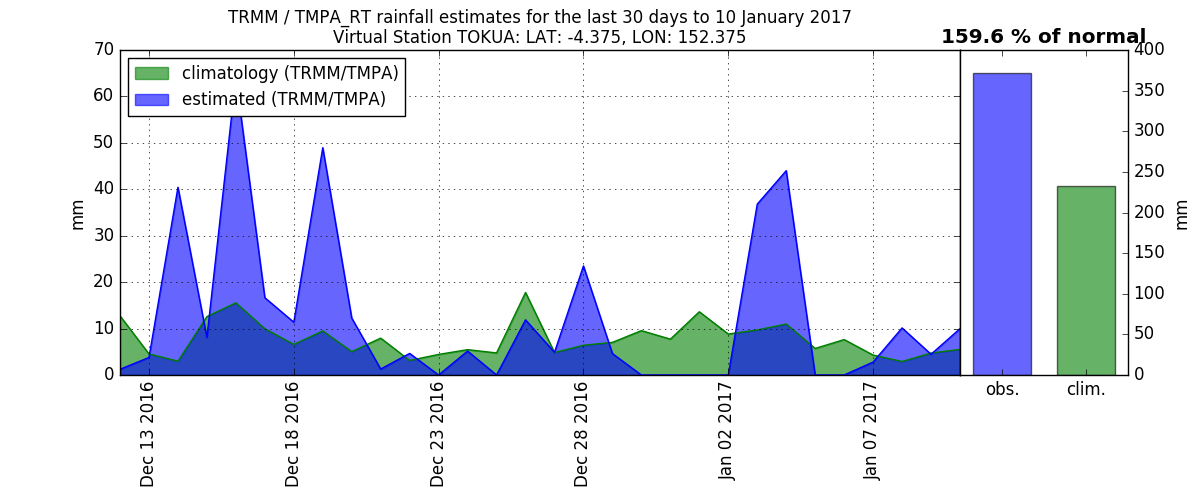 TRMM / TMPA_RT rainfall estimates for the last 30 days to 10 January 2017
Virtual Station TOKUA: LAT: -4.375, LON: 152.375
159.6 % of normal
climatology (TRMM/TMPA)
estimated (TRMM/TMPA)
70
60
50
40
30
20
10
0
mm
Dec 13 2016
Dec 18 2016
Dec 23 2016
Dec 28 2016
Jan 02 2017
Jan 07 2017
400
350
300
250
200
150
100
50
0
mm
obs.
clim.